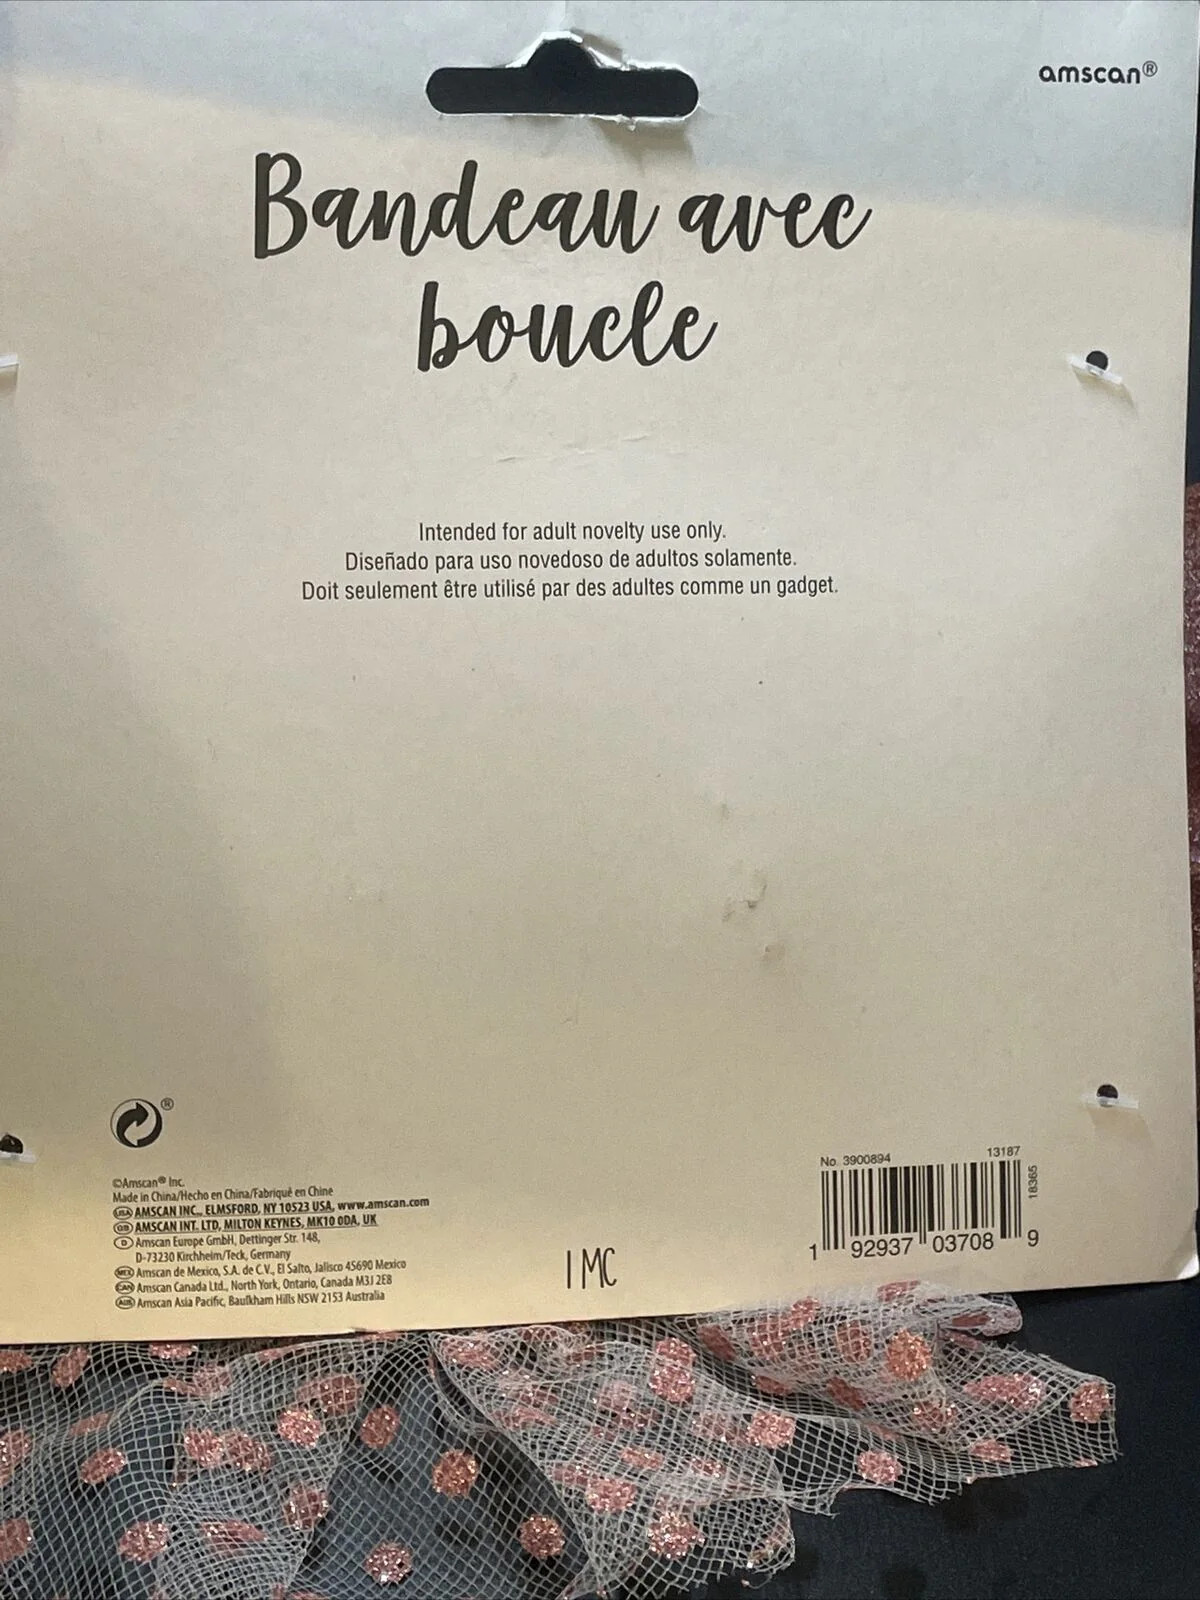 amscan®
Bandeau avec
boucle
Intended for adult novelty use only.
Diseñado para uso novedoso de adultos solamente.
Doit seulement être utilisé par des adultes comme un gadget.
®
©Amscan® Inc.
Made in China/Hecho en China/Fabriqué en Chine
USA AMSCAN INC., ELMSFORD, NY 10523 USA, www.amscan.com
GB AMSCAN INT. LTD, MILTON KEYNES, MK10 0DA, UK
D Amscan Europe GmbH, Dettinger Str. 148,
D-73230 Kirchheim/Teck, Germany
MEX Amscan de Mexico, S.A. de C.V., El Salto, Jalisco 45690 Mexico
CAN Amscan Canada Ltd., North York, Ontario, Canada M3J 2E8
AUS Amscan Asia Pacific, Baulkham Hills NSW 2153 Australia
1 MC
No. 3900894
13187
18365
1 92937 03708 9